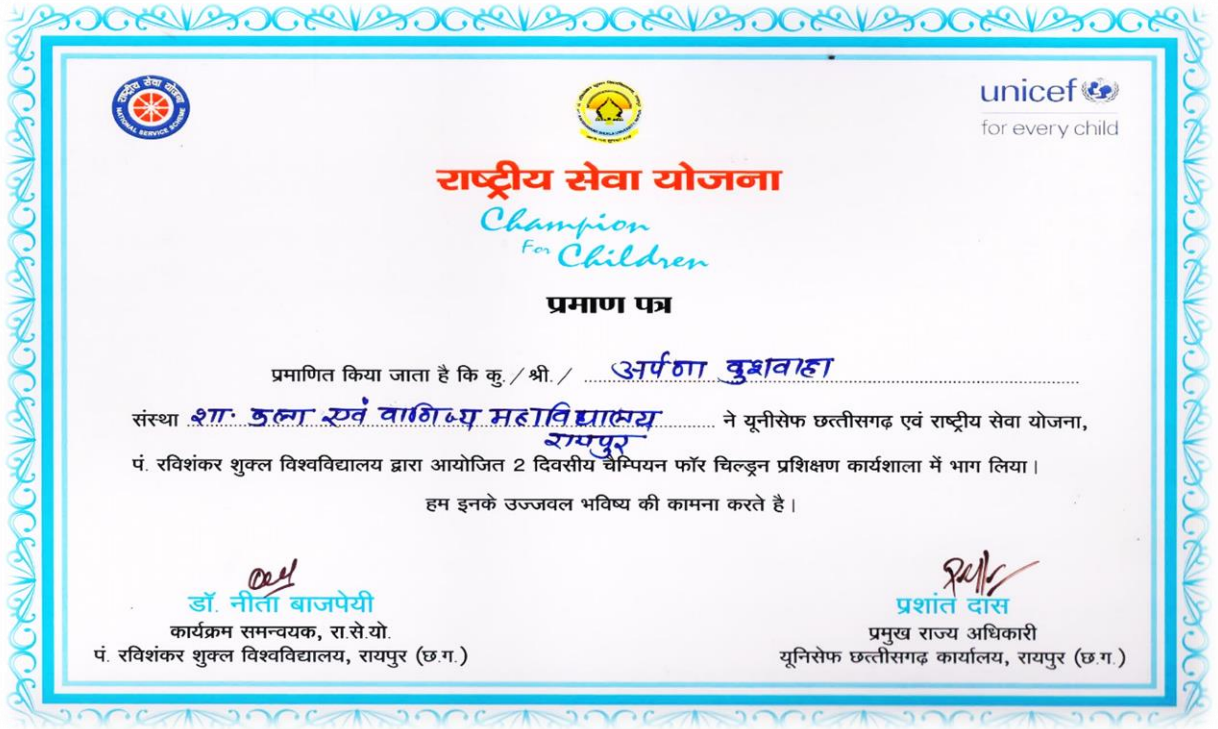 राष्ट्रीय सेवा योजना
NATIONAL SERVICE SCHEME
unicef
for every child
राष्ट्रीय सेवा योजना
Champion
For Children
प्रमाण पत्र
प्रमाणित किया जाता है कि कु. / श्री. / अर्पणा कुशवाहा
संस्था शा. कला एवं वाणिज्य महाविद्यालय ने यूनीसेफ छत्तीसगढ़ एवं राष्ट्रीय सेवा योजना,
रायपुर
पं. रविशंकर शुक्ल विश्वविद्यालय द्वारा आयोजित 2 दिवसीय चैम्पियन फॉर चिल्ड्रन प्रशिक्षण कार्यशाला में भाग लिया।
हम इनके उज्जवल भविष्य की कामना करते है।
डॉ. नीता बाजपेयी
कार्यक्रम समन्वयक, रा.से.यो.
पं. रविशंकर शुक्ल विश्वविद्यालय, रायपुर (छ.ग.)
प्रशांत दास
प्रमुख राज्य अधिकारी
यूनिसेफ छत्तीसगढ़ कार्यालय, रायपुर (छ.ग.)